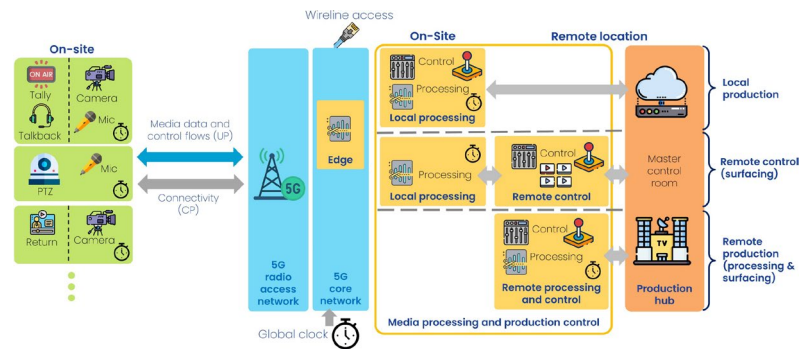 Wireline access
On-site
On-Site
Remote location
ON AIR
Tally
Camera
Talkback
Mic
PTZ
Mic
Return
Camera
Media data and
control flows (UP)
Connectivity
(CP)
5G
5G
radio
access
network
Edge
5G
core
network
Global clock
Control
Processing
Local processing
Processing
Local processing
Control
Remote control
Control
Processing
Remote processing
and control
Media processing and production control
Master
control
room
TV
Production
hub
Local
production
Remote control
(surfacing)
Remote
production
(processing &
surfacing)